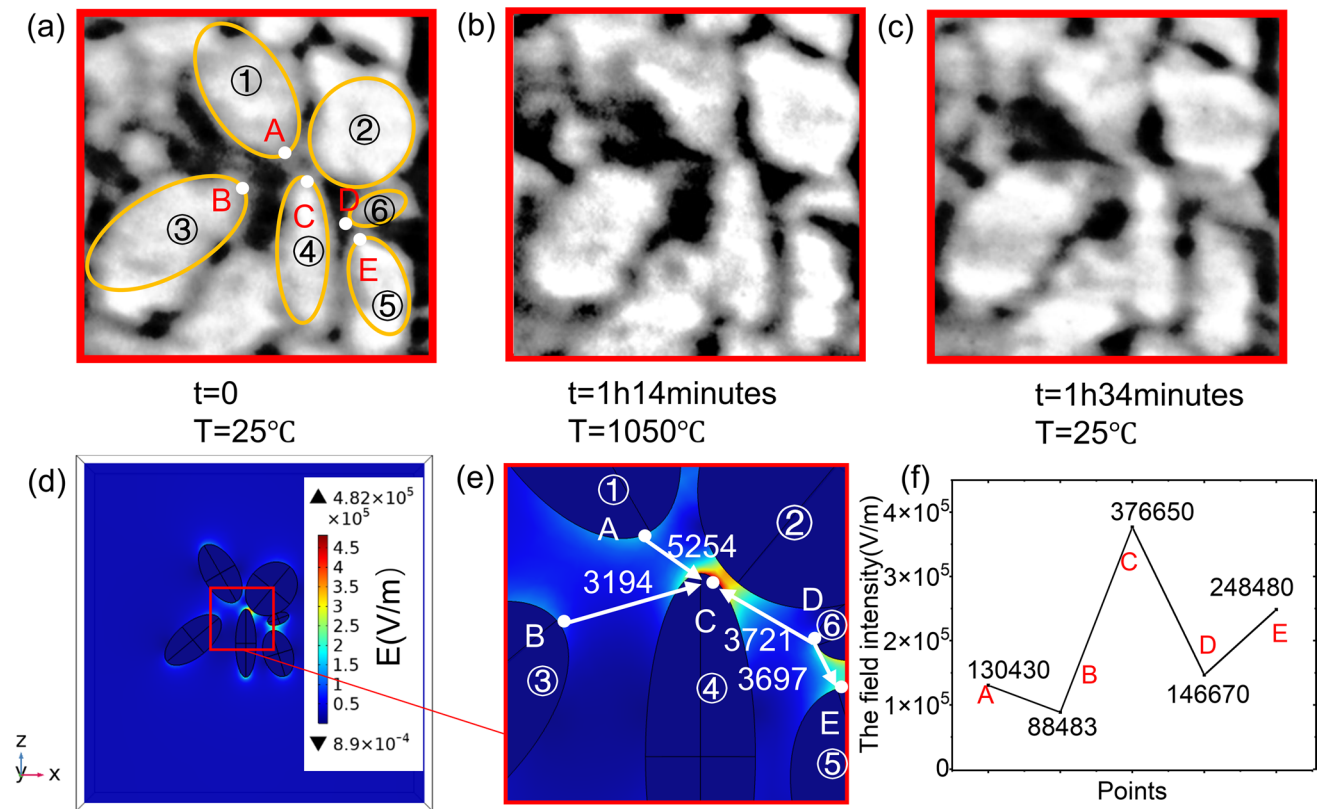 (a)
①
②
A
B
③
C
④
D
⑥
E
⑤
t=0
T=25℃
(b)
t=1h14minutes
T=1050℃
(c)
t=1h34minutes
T=25℃
(d)
▲ 4.82×10⁵
×10⁵
4.5
4
3.5
3
2.5
2
1.5
1
0.5
▼ 8.9×10⁻⁴
E(V/m)
z
y
x
(e)
①
A
②
5254
3194
B
C
D
⑥
3721
③
④
3697
E
⑤
(f)
The field intensity(V/m)
4×10⁵
3×10⁵
2×10⁵
1×10⁵
0
376650
C
248480
130430
A
B
D
E
88483
146670
Points